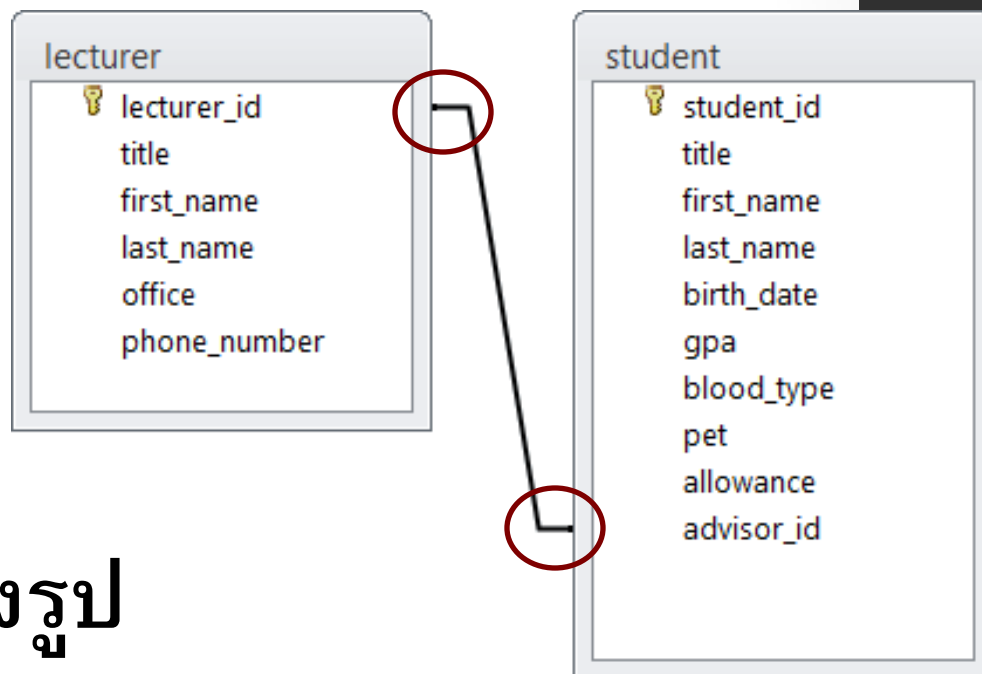 lecturer
lecturer_id
title
first_name
last_name
office
phone_number
student
student_id
title
first_name
last_name
birth_date
gpa
blood_type
pet
allowance
advisor_id
งรูป